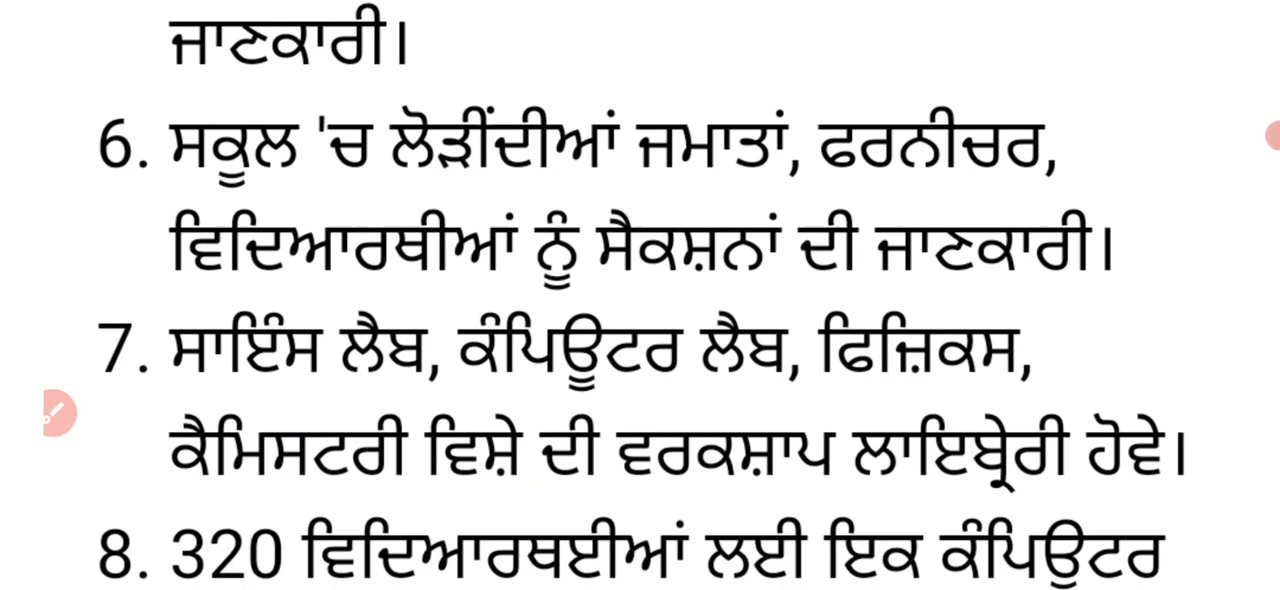 ਜਾਣਕਾਰੀ।
6. ਸਕੂਲ 'ਚ ਲੋੜੀਂਦੀਆਂ ਜਮਾਤਾਂ, ਫਰਨੀਚਰ,
ਵਿਦਿਆਰਥੀਆਂ ਨੂੰ ਸੈਕਸ਼ਨਾਂ ਦੀ ਜਾਣਕਾਰੀ।
7. ਸਾਇੰਸ ਲੈਬ, ਕੰਪਿਊਟਰ ਲੈਬ, ਫਿਜ਼ਿਕਸ,
ਕੈਮਿਸਟਰੀ ਵਿਸ਼ੇ ਦੀ ਵਰਕਸ਼ਾਪ ਲਾਇਬ੍ਰੇਰੀ ਹੋਵੇ।
8. 320 ਵਿਦਿਆਰਥਈਆਂ ਲਈ ਇਕ ਕੰਪਿਉਟਰ